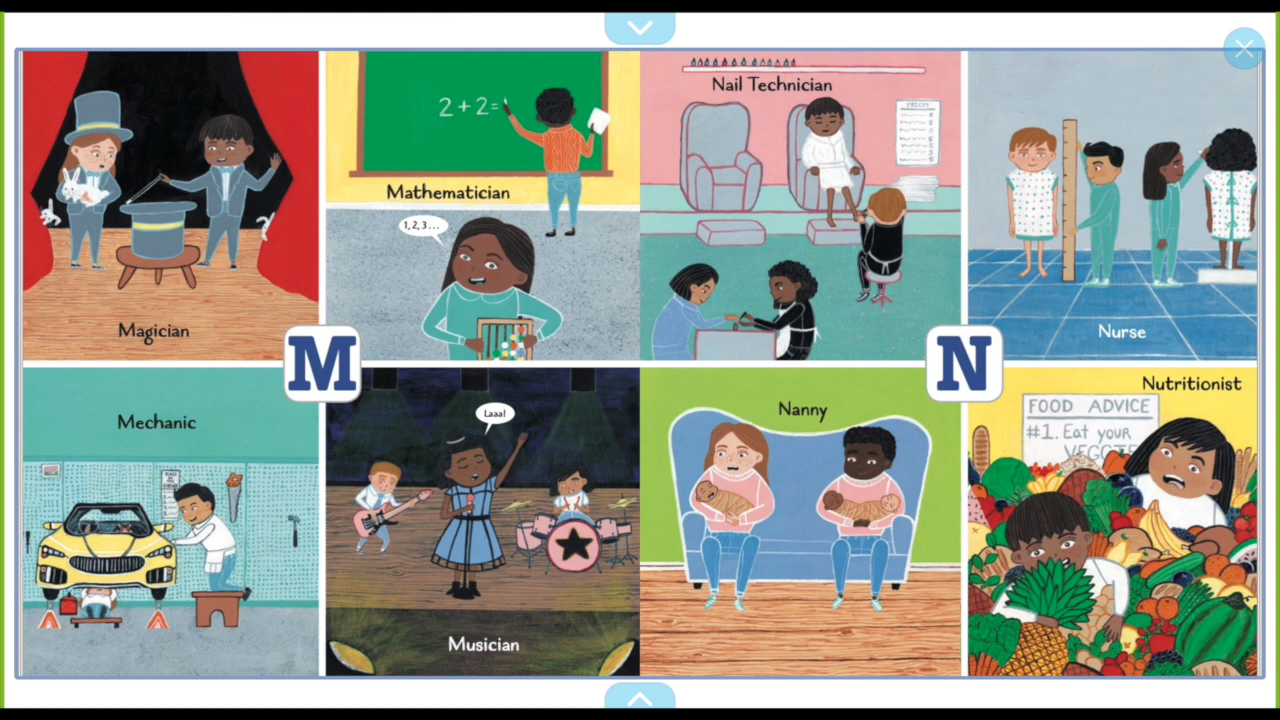 Magician
2+2=
Mathematician
1, 2, 3...
M
Mechanic
Laaa!
Musician
Nail Technician
PRICES
Nurse
N
Nanny
Nutritionist
FOOD ADVICE
#1. Eat your